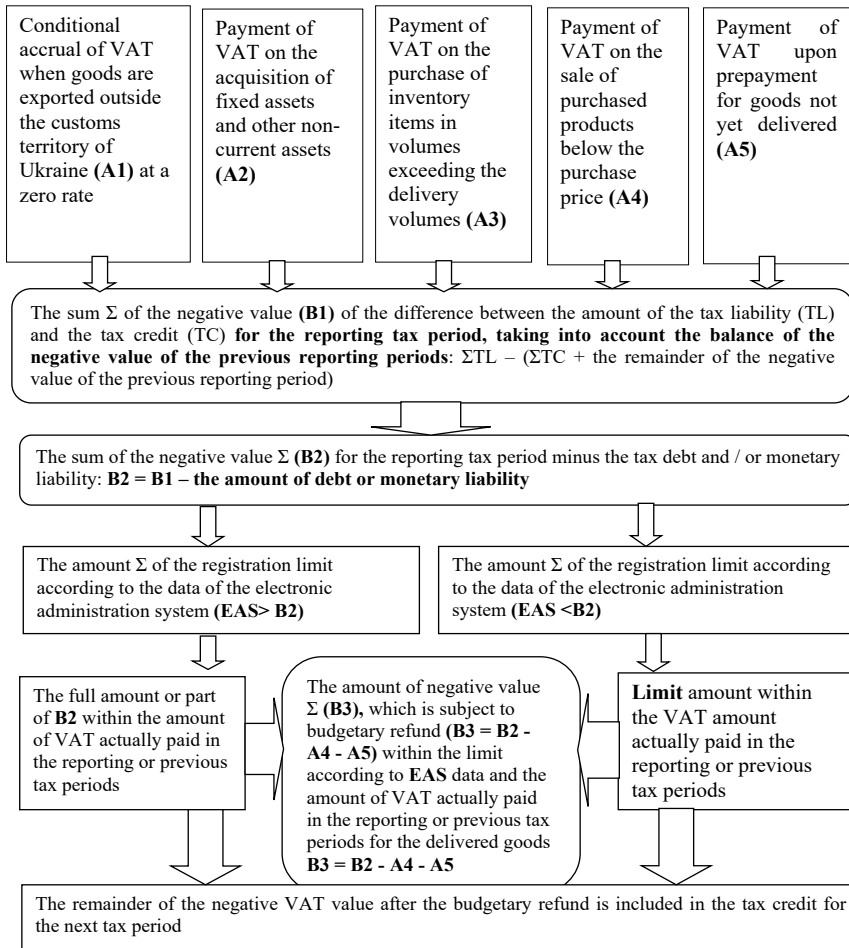 Conditional
accrual of VAT
when goods are
exported outside
the customs
territory of
Ukraine (A1) at a
zero rate
Payment of
VAT on the
acquisition of
fixed assets
and other non-
current assets
(A2)
Payment of
VAT on the
purchase of
inventory
items in
volumes
exceeding the
delivery
volumes (A3)
Payment of
VAT on the
sale of
purchased
products
below the
purchase
price (A4)
Payment of
VAT upon
prepayment
for goods not
yet delivered
(A5)
The sum Σ of the negative value (B1) of the difference between the amount of the tax liability (TL)
and the tax credit (TC) for the reporting tax period, taking into account the balance of the
negative value of the previous reporting periods: ΣTL – (ΣTC + the remainder of the negative
value of the previous reporting period)
The sum of the negative value Σ (B2) for the reporting tax period minus the tax debt and / or monetary
liability: B2 = B1 – the amount of debt or monetary liability
The amount Σ of the registration limit
according to the data of the electronic
administration system (EAS> B2)
The amount Σ of the registration limit according
to the data of the electronic administration
system (EAS <B2)
The full amount or part
of B2 within the amount
of VAT actually paid in
the reporting or previous
tax periods
The amount of negative value
Σ (B3), which is subject to
budgetary refund (B3 = B2 -
A4 - A5) within the limit
according to EAS data and the
amount of VAT actually paid
in the reporting or previous tax
periods for the delivered goods
B3 = B2 - A4 - A5
Limit amount within
the VAT amount
actually paid in the
reporting or previous
tax periods
The remainder of the negative VAT value after the budgetary refund is included in the tax credit for
the next tax period